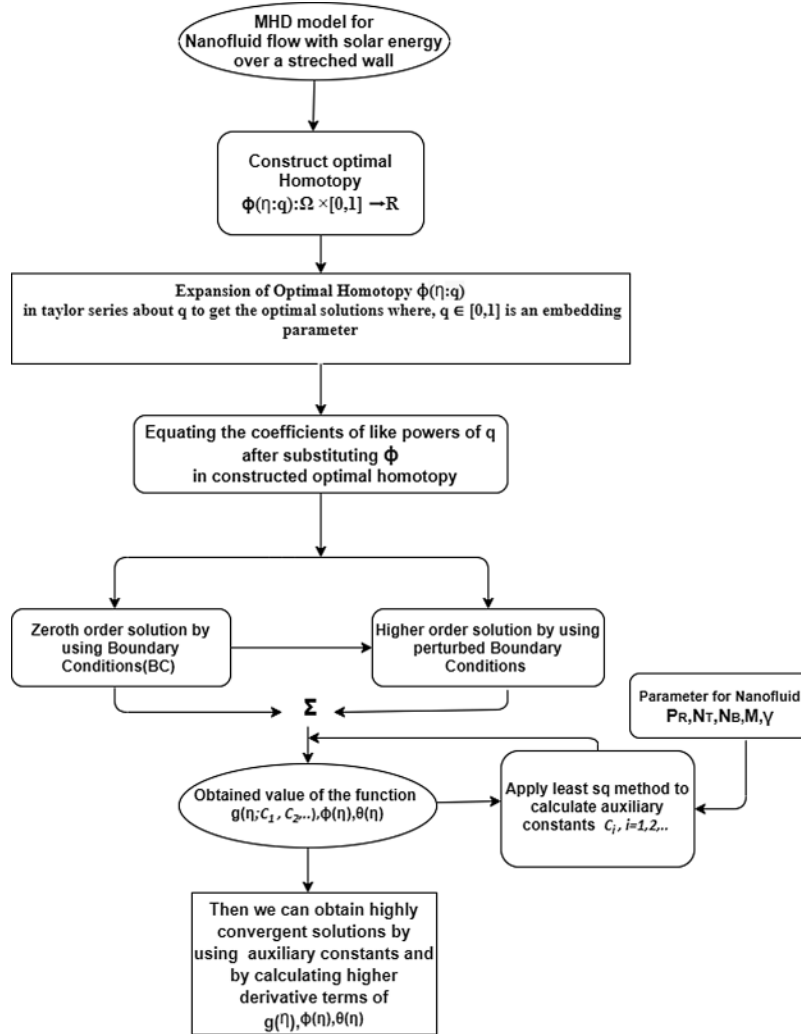 MHD model for
Nanofluid flow with solar energy
over a streched wall
Construct optimal
Homotopy
ϕ(η:q):Ω ×[0,1] →R
Expansion of Optimal Homotopy ϕ(η:q)
in taylor series about q to get the optimal solutions where, q ∈ [0,1] is an embedding
parameter
Equating the coefficients of like powers of q
after substituting ϕ
in constructed optimal homotopy
Zeroth order solution by
using Boundary
Conditions(BC)
Higher order solution by using
perturbed Boundary
Conditions
Σ
Parameter for Nanofluid
PR,NT,NB,M,γ
Obtained value of the function
g(η;C₁ , C₂,..),ϕ(η),θ(η)
Apply least sq method to
calculate auxiliary
constants Cᵢ , i=1,2,..
Then we can obtain highly
convergent solutions by
using auxiliary constants and
by calculating higher
derivative terms of
g(η),ϕ(η),θ(η)